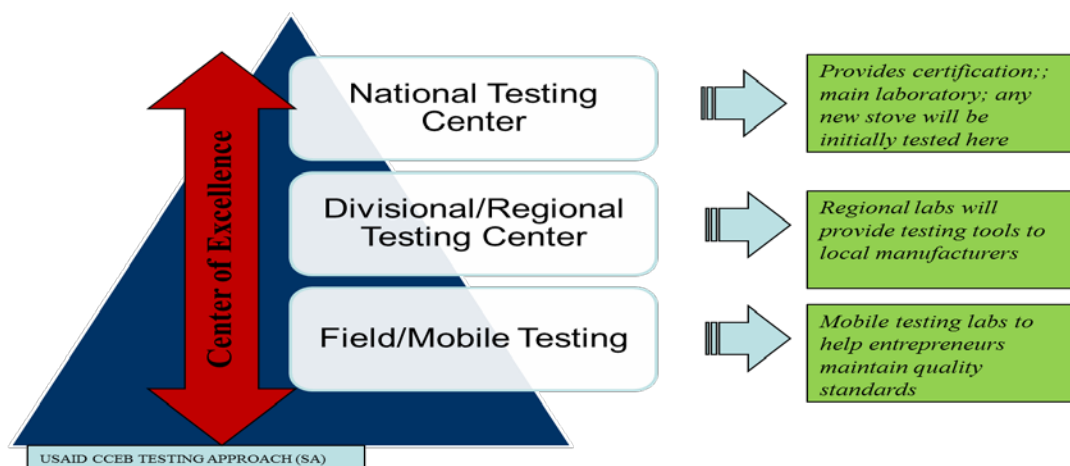 Center of Excellence
National Testing
Center
Provides certification;;
main laboratory; any
new stove will be
initially tested here
Divisional/Regional
Testing Center
Regional labs will
provide testing tools to
local manufacturers
Field/Mobile Testing
Mobile testing labs to
help entrepreneurs
maintain quality
standards
USAID CCEB TESTING APPROACH (SA)